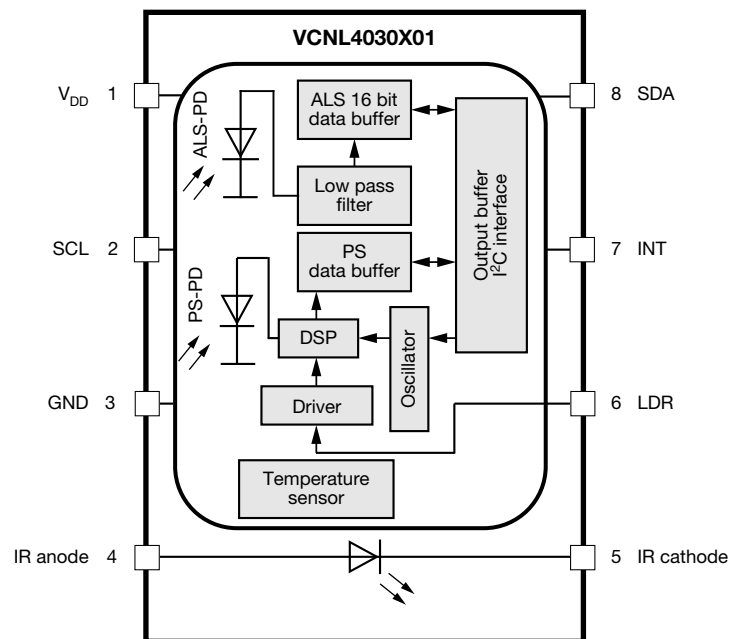 VCNL4030X01
V_DD 1
8 SDA
ALS-PD
ALS 16 bit
data buffer
Low pass
filter
Output buffer
I²C interface
SCL 2
7 INT
PS-PD
PS
data buffer
DSP
Oscillator
GND 3
Driver
6 LDR
Temperature
sensor
IR anode 4
5 IR cathode